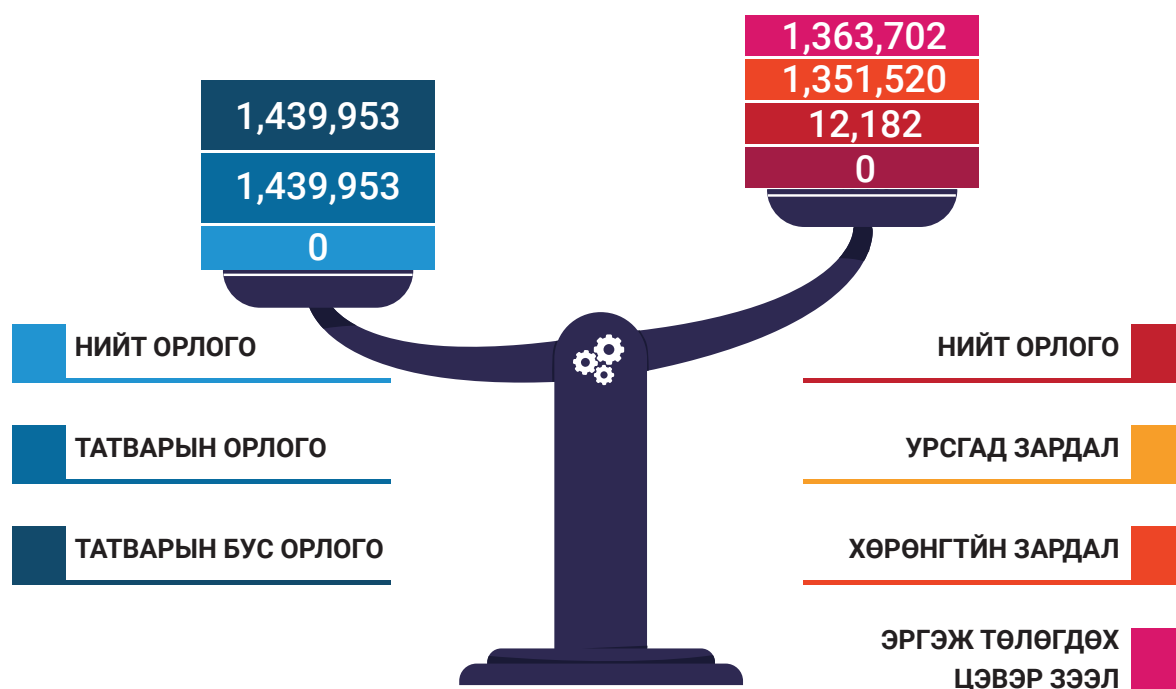 1,439,953
1,439,953
0
1,363,702
1,351,520
12,182
0
НИЙТ ОРЛОГО
ТАТВАРЫН ОРЛОГО
ТАТВАРЫН БУС ОРЛОГО
НИЙТ ОРЛОГО
УРСГАД ЗАРДАЛ
ХӨРӨНГТЙН ЗАРДАЛ
ЭРГЭЖ ТӨЛӨГДӨХ
ЦЭВЭР ЗЭЭЛ